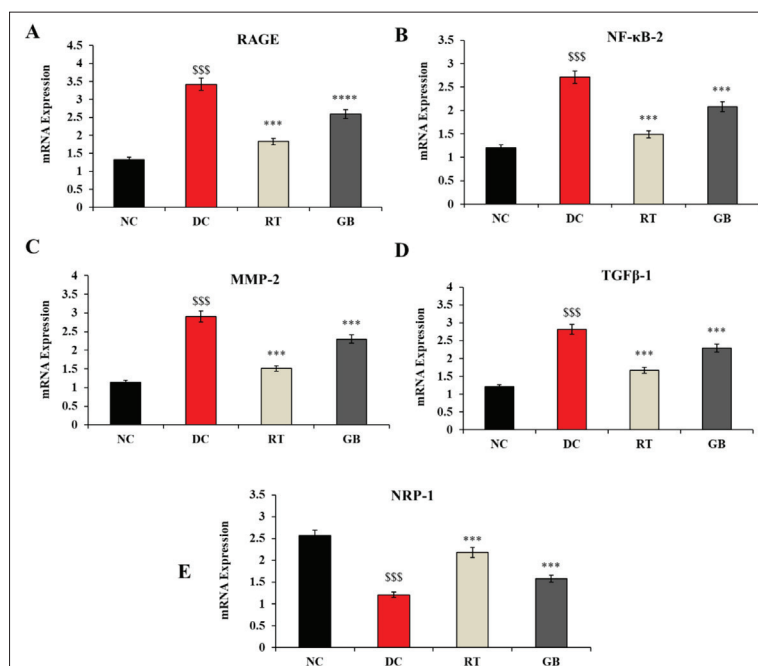 A
RAGE
mRNA Expression
4.5
4
3.5
3
2.5
2
1.5
1
0.5
0
$$$
***
****
NC DC RT GB
B
NF-κB-2
mRNA Expression
3
2.5
2
1.5
1
0.5
0
$$$
***
***
NC DC RT GB
C
MMP-2
mRNA Expression
4
3.5
3
2.5
2
1.5
1
0.5
0
$$$
***
***
NC DC RT GB
D
TGFβ-1
mRNA Expression
4
3.5
3
2.5
2
1.5
1
0.5
0
$$$
***
***
NC DC RT GB
E
NRP-1
mRNA Expression
3.5
3
2.5
2
1.5
1
0.5
0
$$$
***
***
NC DC RT GB